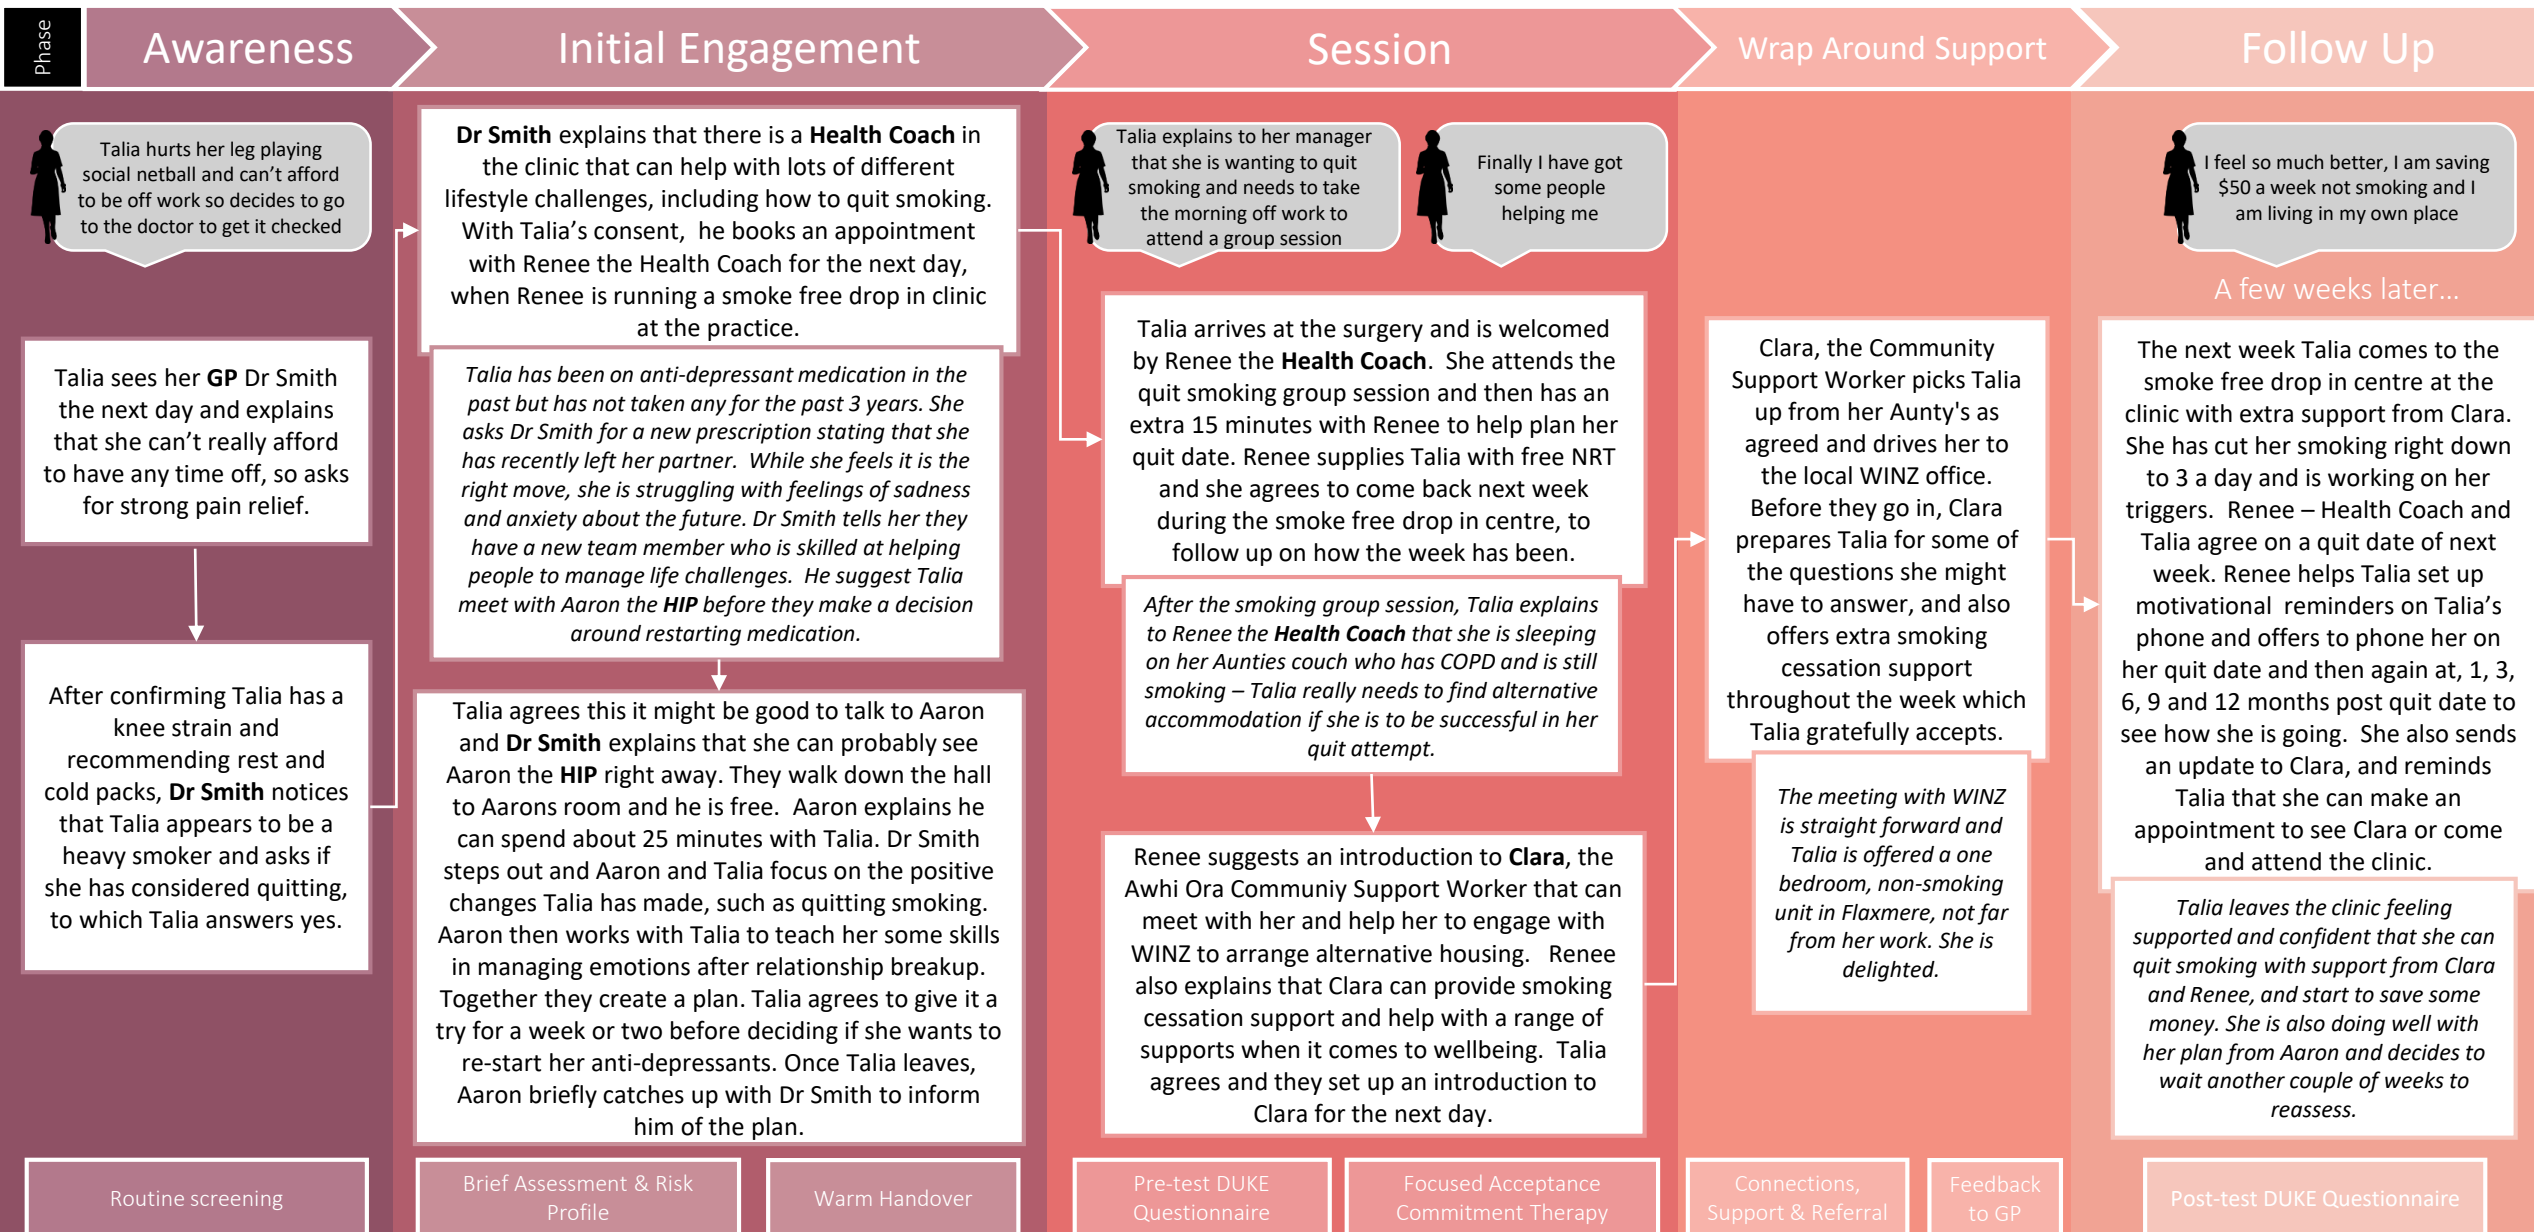 Phase
Awareness
Initial Engagement
Session
Wrap Around Support
Follow Up
Talia hurts her leg playing
social netball and can’t afford
to be off work so decides to go
to the doctor to get it checked
Talia sees her GP Dr Smith
the next day and explains
that she can’t really afford
to have any time off, so asks
for strong pain relief.
After confirming Talia has a
knee strain and
recommending rest and
cold packs, Dr Smith notices
that Talia appears to be a
heavy smoker and asks if
she has considered quitting,
to which Talia answers yes.
Dr Smith explains that there is a Health Coach in
the clinic that can help with lots of different
lifestyle challenges, including how to quit smoking.
With Talia’s consent, he books an appointment
with Renee the Health Coach for the next day,
when Renee is running a smoke free drop in clinic
at the practice.
Talia has been on anti-depressant medication in the
past but has not taken any for the past 3 years. She
asks Dr Smith for a new prescription stating that she
has recently left her partner. While she feels it is the
right move, she is struggling with feelings of sadness
and anxiety about the future. Dr Smith tells her they
have a new team member who is skilled at helping
people to manage life challenges. He suggest Talia
meet with Aaron the HIP before they make a decision
around restarting medication.
Talia agrees this it might be good to talk to Aaron
and Dr Smith explains that she can probably see
Aaron the HIP right away. They walk down the hall
to Aarons room and he is free. Aaron explains he
can spend about 25 minutes with Talia. Dr Smith
steps out and Aaron and Talia focus on the positive
changes Talia has made, such as quitting smoking.
Aaron then works with Talia to teach her some skills
in managing emotions after relationship breakup.
Together they create a plan. Talia agrees to give it a
try for a week or two before deciding if she wants to
re-start her anti-depressants. Once Talia leaves,
Aaron briefly catches up with Dr Smith to inform
him of the plan.
Talia explains to her manager
that she is wanting to quit
smoking and needs to take
the morning off work to
attend a group session
Finally I have got
some people
helping me
Talia arrives at the surgery and is welcomed
by Renee the Health Coach. She attends the
quit smoking group session and then has an
extra 15 minutes with Renee to help plan her
quit date. Renee supplies Talia with free NRT
and she agrees to come back next week
during the smoke free drop in centre, to
follow up on how the week has been.
After the smoking group session, Talia explains
to Renee the Health Coach that she is sleeping
on her Aunties couch who has COPD and is still
smoking – Talia really needs to find alternative
accommodation if she is to be successful in her
quit attempt.
Renee suggests an introduction to Clara, the
Awhi Ora Communiy Support Worker that can
meet with her and help her to engage with
WINZ to arrange alternative housing. Renee
also explains that Clara can provide smoking
cessation support and help with a range of
supports when it comes to wellbeing. Talia
agrees and they set up an introduction to
Clara for the next day.
Clara, the Community
Support Worker picks Talia
up from her Aunty's as
agreed and drives her to
the local WINZ office.
Before they go in, Clara
prepares Talia for some of
the questions she might
have to answer, and also
offers extra smoking
cessation support
throughout the week which
Talia gratefully accepts.
The meeting with WINZ
is straight forward and
Talia is offered a one
bedroom, non-smoking
unit in Flaxmere, not far
from her work. She is
delighted.
I feel so much better, I am saving
$50 a week not smoking and I
am living in my own place
A few weeks later...
The next week Talia comes to the
smoke free drop in centre at the
clinic with extra support from Clara.
She has cut her smoking right down
to 3 a day and is working on her
triggers. Renee – Health Coach and
Talia agree on a quit date of next
week. Renee helps Talia set up
motivational reminders on Talia’s
phone and offers to phone her on
her quit date and then again at, 1, 3,
6, 9 and 12 months post quit date to
see how she is going. She also sends
an update to Clara, and reminds
Talia that she can make an
appointment to see Clara or come
and attend the clinic.
Talia leaves the clinic feeling
supported and confident that she can
quit smoking with support from Clara
and Renee, and start to save some
money. She is also doing well with
her plan from Aaron and decides to
wait another couple of weeks to
reassess.
Routine screening
Brief Assessment & Risk
Profile
Warm Handover
Pre-test DUKE
Questionnaire
Focused Acceptance
Commitment Therapy
Connections,
Support & Referral
Feedback
to GP
Post-test DUKE Questionnaire